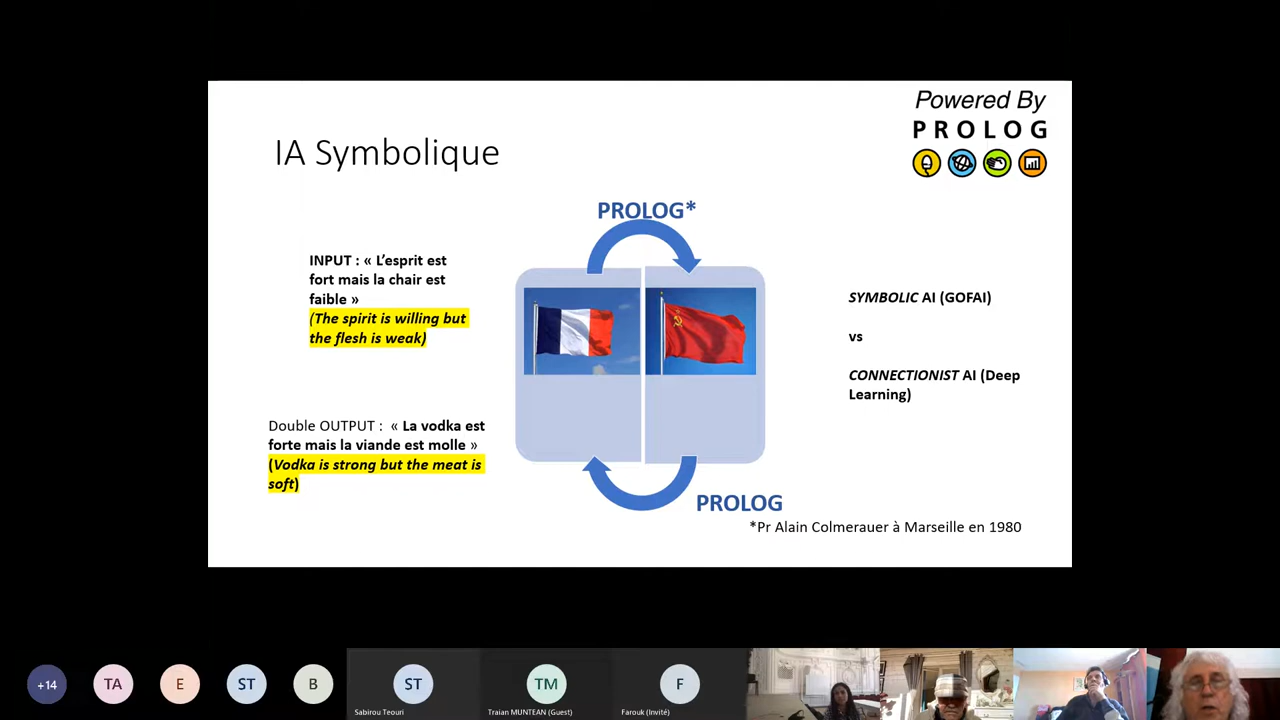 Powered By
PROLOG
IA Symbolique
PROLOG*
INPUT : « L’esprit est
fort mais la chair est
faible »
(The spirit is willing but
the flesh is weak)
SYMBOLIC AI (GOFAI)
vs
CONNECTIONIST AI (Deep
Learning)
Double OUTPUT : « La vodka est
forte mais la viande est molle »
(Vodka is strong but the meat is
soft)
PROLOG
*Pr Alain Colmerauer à Marseille en 1980
+14
TA
E
ST
B
ST
TM
F
Sabirou Teouri
Traian MUNTEAN (Guest)
Farouk (Invité)